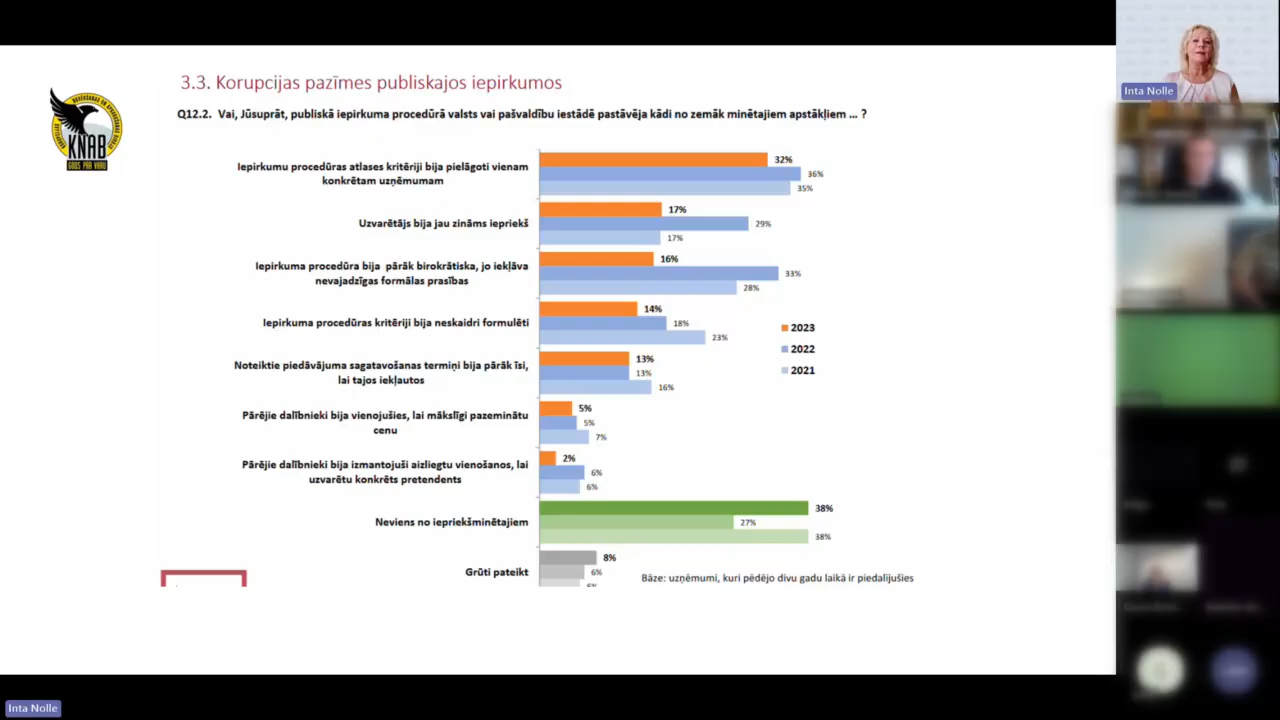 3.3. Korupcijas pazīmes publiskajos iepirkumos
Q12.2. Vai, Jūsuprāt, publiskā iepirkuma procedūrā valsts vai pašvaldību iestādē pastāvēja kādi no zemāk minētajiem apstākļiem ... ?
KNAB
GODS PĀR VARU
Iepirkumu procedūras atlases kritēriji bija pielāgoti vienam
konkrētam uzņēmumam
32%
36%
35%
Uzvarētājs bija jau zināms iepriekš
17%
29%
17%
Iepirkuma procedūra bija pārāk birokrātiska, jo iekļāva
nevajadzīgas formālas prasības
16%
33%
28%
Iepirkuma procedūras kritēriji bija neskaidri formulēti
14%
18%
23%
Noteiktie piedāvājuma sagatavošanas termiņi bija pārāk īsi,
lai tajos iekļautos
13%
13%
16%
Pārējie dalībnieki bija vienojušies, lai mākslīgi pazeminātu
cenu
5%
5%
7%
Pārējie dalībnieki bija izmantojuši aizliegtu vienošanos, lai
uzvarētu konkrēts pretendents
2%
6%
6%
Neviens no iepriekšminētajiem
38%
27%
38%
Grūti pateikt
8%
6%
6%
2023
2022
2021
Bāze: uzņēmumi, kuri pēdējo divu gadu laikā ir piedalījušies
Inta Nolle
Inta Nolle